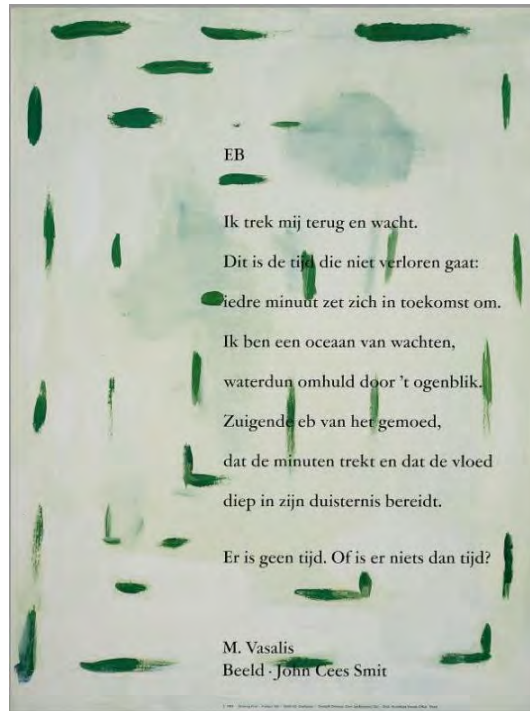 EB
Ik trek mij terug en wacht.
Dit is de tijd die niet verloren gaat:
iedre minuut zet zich in toekomst om.
Ik ben een oceaan van wachten,
waterdun omhuld door 't ogenblik.
Zuigende eb van het gemoed,
dat de minuten trekt en dat de vloed
diep in zijn duisternis bereidt.
Er is geen tijd. Of is er niets dan tijd?
M. Vasalis
Beeld · John Cees Smit